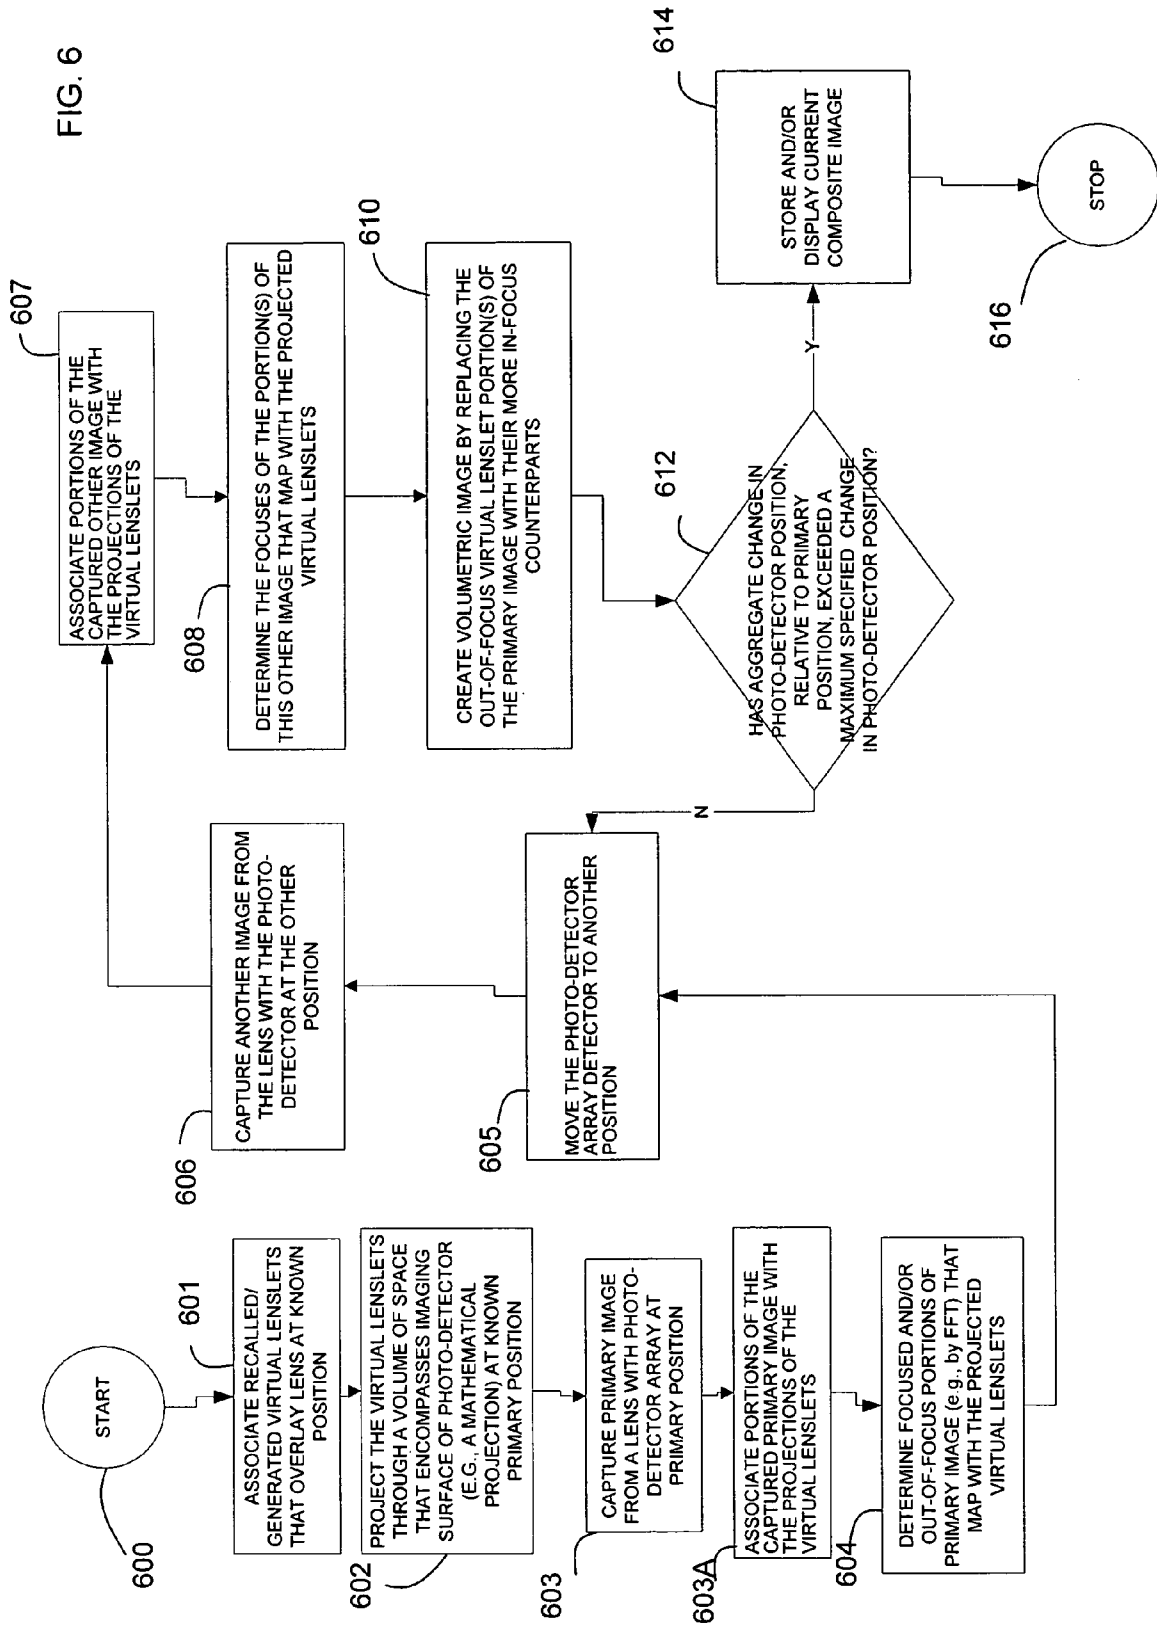 FIG. 6
START
600
601
ASSOCIATE RECALLED/
GENERATED VIRTUAL LENSLETS
THAT OVERLAY LENS AT KNOWN
POSITION
602
PROJECT THE VIRTUAL LENSLETS
THROUGH A VOLUME OF SPACE
THAT ENCOMPASSES IMAGING
SURFACE OF PHOTO-DETECTOR
(E.G., A MATHEMATICAL
PROJECTION) AT KNOWN
PRIMARY POSITION
603
CAPTURE PRIMARY IMAGE
FROM A LENS WITH PHOTO-
DETECTOR ARRAY AT
PRIMARY POSITION
603A
ASSOCIATE PORTIONS OF THE
CAPTURED PRIMARY IMAGE WITH
THE PROJECTIONS OF THE
VIRTUAL LENSLETS
604
DETERMINE FOCUSED AND/OR
OUT-OF-FOCUS PORTIONS OF
PRIMARY IMAGE (e.g., by FFT) THAT
MAP WITH THE PROJECTED
VIRTUAL LENSLETS
605
MOVE THE PHOTO-DETECTOR
ARRAY DETECTOR TO ANOTHER
POSITION
606
CAPTURE ANOTHER IMAGE FROM
THE LENS WITH THE PHOTO-
DETECTOR AT THE OTHER
POSITION
607
ASSOCIATE PORTIONS OF THE
CAPTURED OTHER IMAGE WITH
THE PROJECTIONS OF THE
VIRTUAL LENSLETS
608
DETERMINE THE FOCUSES OF THE PORTION(S) OF
THIS OTHER IMAGE THAT MAP WITH THE PROJECTED
VIRTUAL LENSLETS
610
CREATE VOLUMETRIC IMAGE BY REPLACING THE
OUT-OF-FOCUS VIRTUAL LENSLET PORTION(S) OF
THE PRIMARY IMAGE WITH THEIR MORE IN-FOCUS
COUNTERPARTS
612
HAS AGGREGATE CHANGE IN
PHOTO-DETECTOR POSITION,
RELATIVE TO PRIMARY
POSITION, EXCEEDED A
MAXIMUM SPECIFIED CHANGE
IN PHOTO-DETECTOR POSITION?
N
Y
614
STORE AND/OR
DISPLAY CURRENT
COMPOSITE IMAGE
616
STOP